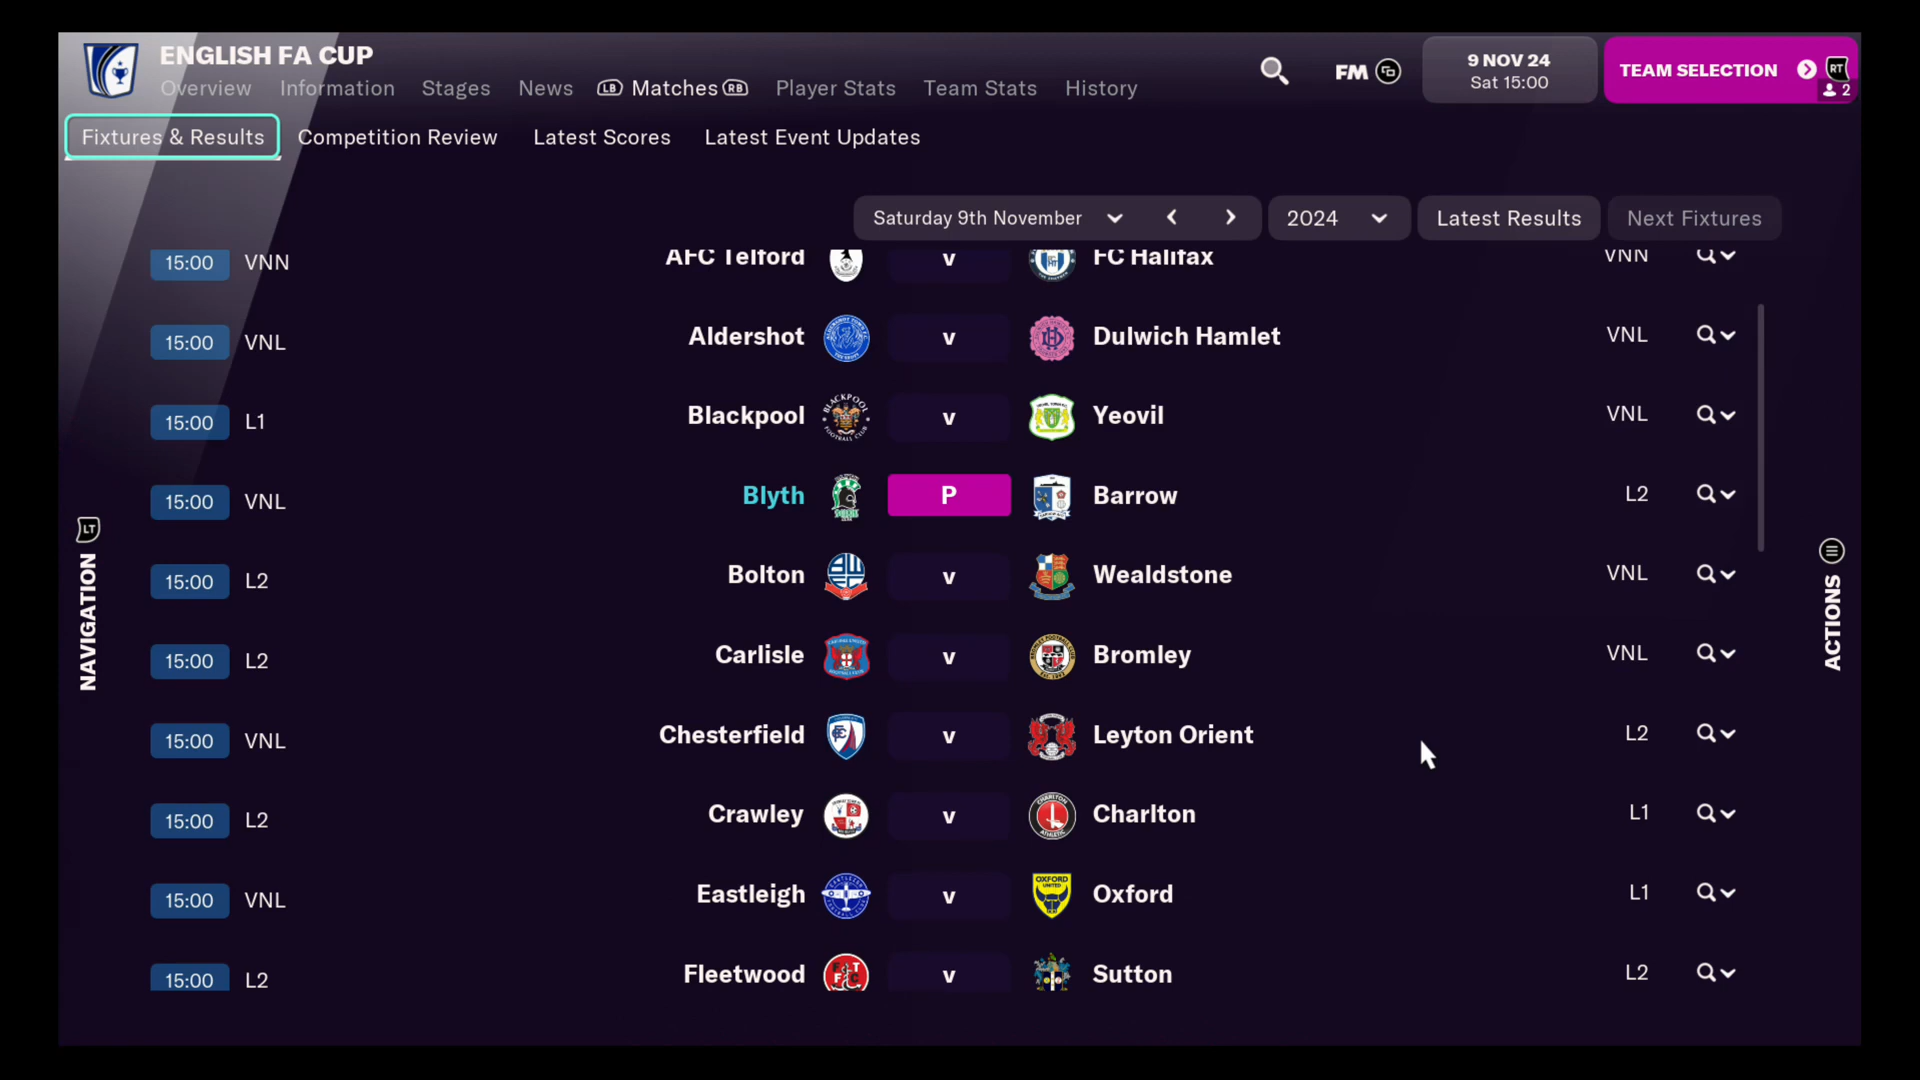 ENGLISH FA CUP
Overview Information Stages News LB Matches RB Player Stats Team Stats History
FM
9 NOV 24
Sat 15:00
TEAM SELECTION RT
2
Fixtures & Results Competition Review Latest Scores Latest Event Updates
Saturday 9th November 2024 Latest Results Next Fixtures
15:00 VNN AFC Telford v FC Halifax VNN
15:00 VNL Aldershot v Dulwich Hamlet VNL
15:00 L1 Blackpool v Yeovil VNL
15:00 VNL Blyth P Barrow L2
15:00 L2 Bolton v Wealdstone VNL
15:00 L2 Carlisle v Bromley VNL
15:00 VNL Chesterfield v Leyton Orient L2
15:00 L2 Crawley v Charlton L1
15:00 VNL Eastleigh v Oxford L1
15:00 L2 Fleetwood v Sutton L2
LT
NAVIGATION
ACTIONS